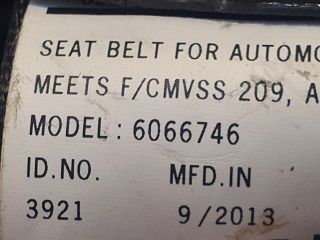 SEAT BELT FOR AUTOMO
MEETS F/CMVSS 209, A
MODEL: 6066746
ID.NO. MFD.IN
3921 9/2013